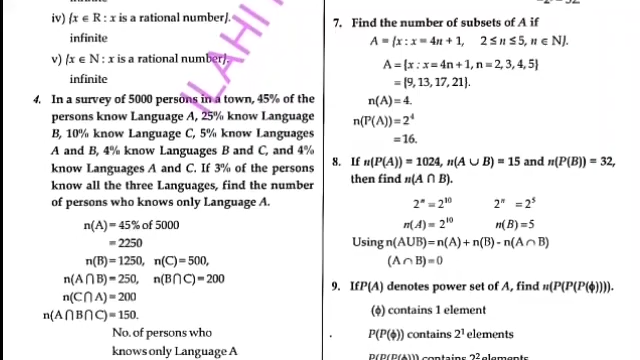 iv) {x ∈ R : x is a rational number}.
infinite
v) {x ∈ N : x is a rational number}.
infinite
4. In a survey of 5000 persons in a town, 45% of the
persons know Language A, 25% know Language
B, 10% know Language C, 5% know Languages
A and B, 4% know Languages B and C, and 4%
know Languages A and C. If 3% of the persons
know all the three Languages, find the number
of persons who knows only Language A.
n(A) = 45% of 5000
= 2250
n(B) = 1250, n(C) = 500,
n(A∩B) = 250, n(B∩C) = 200
n(C∩A) = 200
n(A∩B∩C) = 150.
No. of persons who
knows only Language A
7. Find the number of subsets of A if
A = {x : x = 4n + 1, 2 ≤ n ≤ 5, n ∈ N}.
A = {x : x = 4n + 1, n = 2, 3, 4, 5}
= {9, 13, 17, 21}.
n(A) = 4.
n(P(A)) = 2⁴
= 16.
8. If n(P(A)) = 1024, n(A ∪ B) = 15 and n(P(B)) = 32,
then find n(A ∩ B).
2ⁿ = 2¹⁰ 2ⁿ = 2⁵
n(A) = 2¹⁰ n(B) = 5
Using n(AUB) = n(A) + n(B) - n(A ∩ B)
(A ∩ B) = 0
9. If P(A) denotes power set of A, find n(P(P(P(ϕ)))).
(ϕ) contains 1 element
P(P(ϕ)) contains 2¹ elements
P(P(P(ϕ))) contains 2² elements
ILAHI